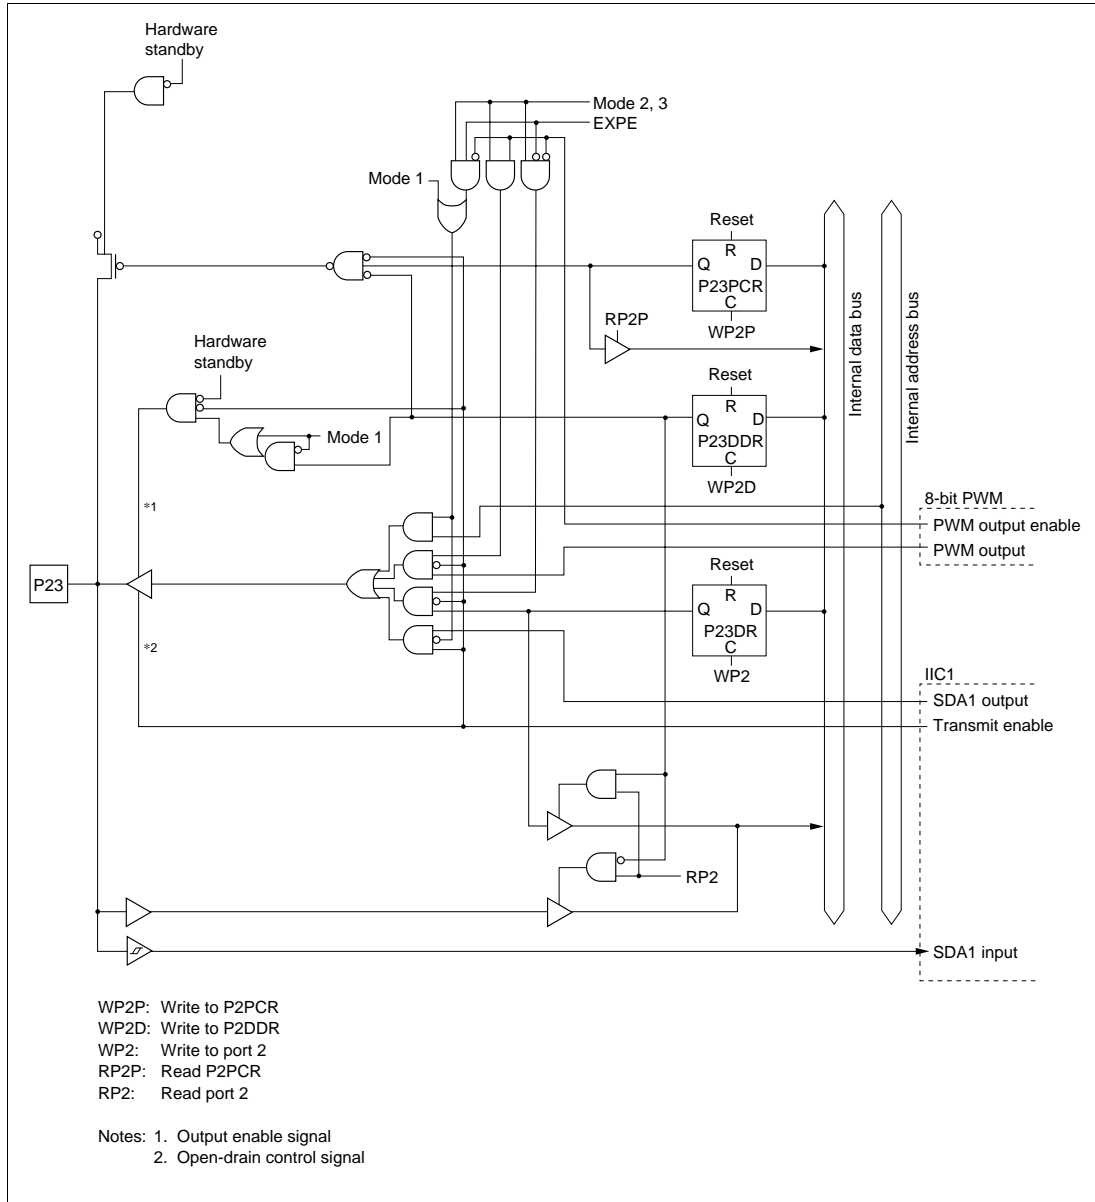 Hardware
standby
Mode 2, 3
EXPE
Mode 1
Reset
R
Q D
P23PCR
C
WP2P
RP2P
Internal data bus
Internal address bus
Hardware
standby
Reset
R
Q D
P23DDR
C
WP2D
Mode 1
*1
8-bit PWM
PWM output enable
PWM output
P23
Reset
R
Q D
P23DR
C
WP2
*2
IIC1
SDA1 output
Transmit enable
RP2
SDA1 input
WP2P: Write to P2PCR
WP2D: Write to P2DDR
WP2: Write to port 2
RP2P: Read P2PCR
RP2: Read port 2
Notes: 1. Output enable signal
2. Open-drain control signal